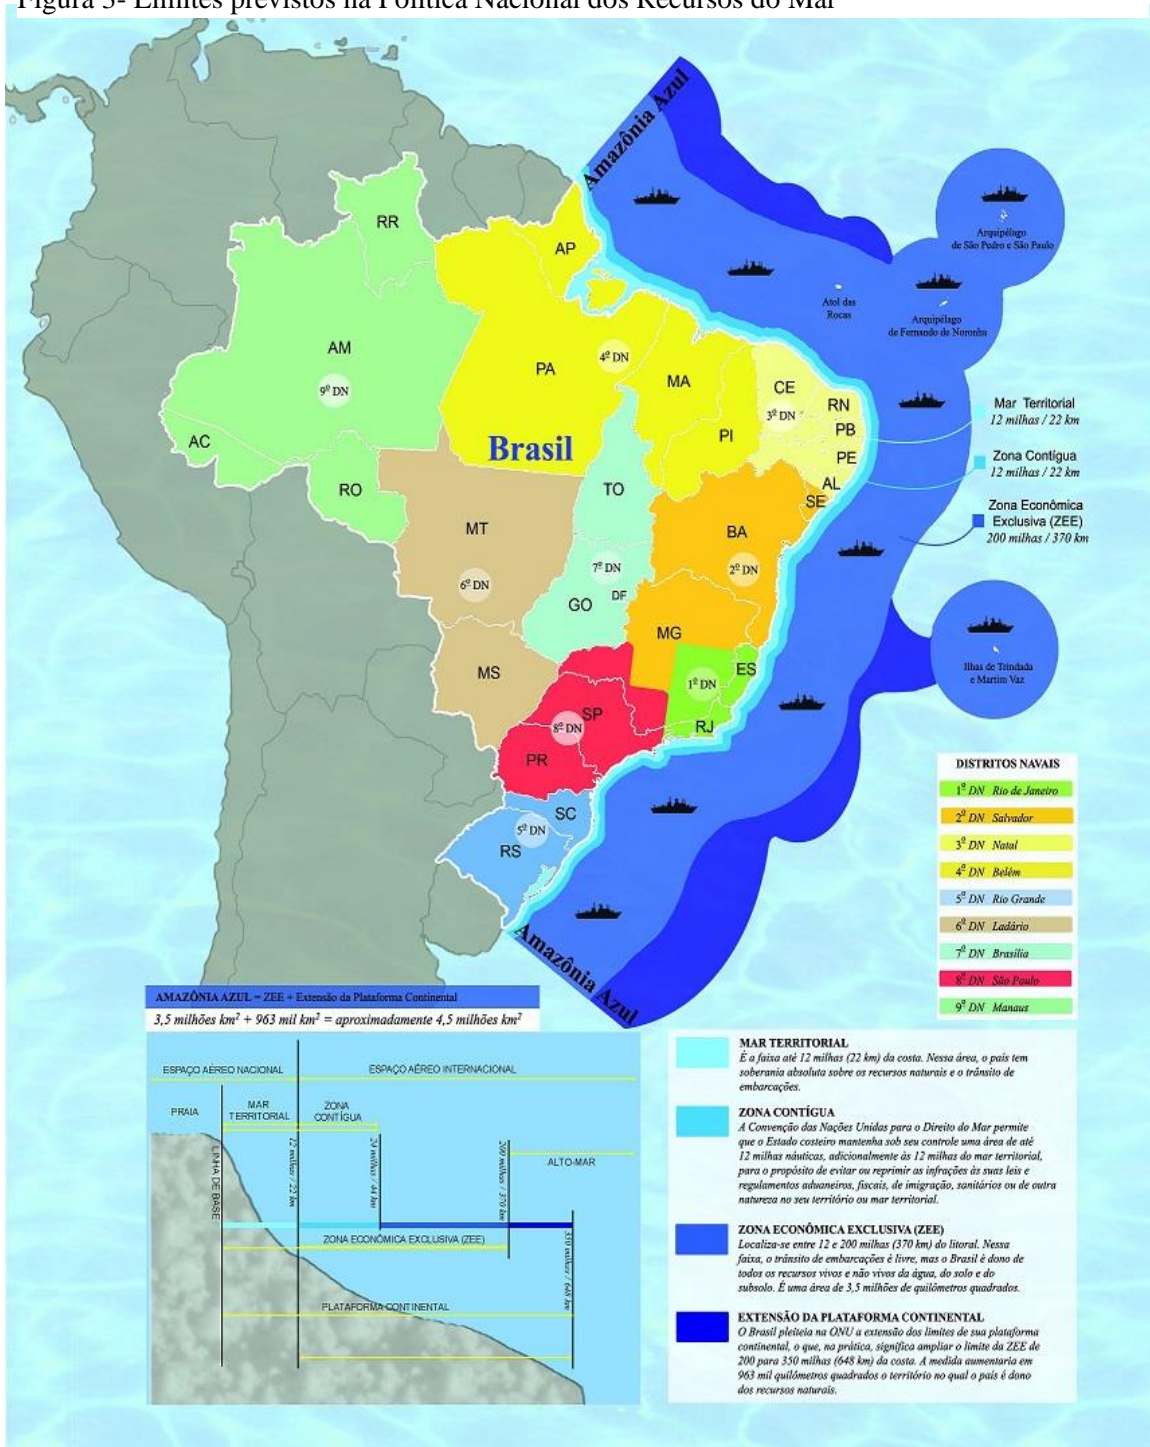 Figura 3- Limites previstos na Política Nacional dos Recursos do Mar
Amazônia Azul
RR
AP
AM
9º DN
PA
4º DN
MA
CE
3º DN
RN
PB
PE
AL
SE
PI
AC
RO
Brasil
TO
MT
6º DN
BA
2º DN
7º DN
GO
DF
MG
MS
ES
1º DN
RJ
SP
8º DN
PR
SC
5º DN
RS
Amazônia Azul
Arquipélago
de São Pedro e São Paulo
Atol das
Rocas
Arquipélago
de Fernando de Noronha
Mar Territorial
12 milhas / 22 km
Zona Contígua
12 milhas / 22 km
Zona Econômica
Exclusiva (ZEE)
200 milhas / 370 km
Ilhas de Trindada
e Martim Vaz
DISTRITOS NAVAIS
1º DN Rio de Janeiro
2º DN Salvador
3º DN Natal
4º DN Belém
5º DN Rio Grande
6º DN Ladário
7º DN Brasília
8º DN São Paulo
9º DN Manaus
AMAZÔNIA AZUL = ZEE + Extensão da Plataforma Continental
3,5 milhões km² + 963 mil km² = aproximadamente 4,5 milhões km²
ESPAÇO AÉREO NACIONAL
ESPAÇO AÉREO INTERNACIONAL
PRAIA
MAR
TERRITORIAL
ZONA
CONTÍGUA
LINHA DE BASE
12 milhas / 22 km
24 milhas / 44 km
200 milhas / 370 km
ALTO-MAR
350 milhas / 648 km
ZONA ECONÔMICA EXCLUSIVA (ZEE)
PLATAFORMA CONTINENTAL
MAR TERRITORIAL
É a faixa até 12 milhas (22 km) da costa. Nessa área, o país tem
soberania absoluta sobre os recursos naturais e o trânsito de
embarcações.
ZONA CONTÍGUA
A Convenção das Nações Unidas para o Direito do Mar permite
que o Estado costeiro mantenha sob seu controle uma área de até
12 milhas náuticas, adicionalmente às 12 milhas do mar territorial,
para o propósito de evitar ou reprimir as infrações às suas leis e
regulamentos aduaneiros, fiscais, de imigração, sanitários ou de outra
natureza no seu território ou mar territorial.
ZONA ECONÔMICA EXCLUSIVA (ZEE)
Localiza-se entre 12 e 200 milhas (370 km) do litoral. Nessa
faixa, o trânsito de embarcações é livre, mas o Brasil é dono de
todos os recursos vivos e não vivos da água, do solo e do
subsolo. É uma área de 3,5 milhões de quilômetros quadrados.
EXTENSÃO DA PLATAFORMA CONTINENTAL
O Brasil pleiteia na ONU a extensão dos limites de sua plataforma
continental, o que, na prática, significa ampliar o limite da ZEE de
200 para 350 milhas (648 km) da costa. A medida aumentaria em
963 mil quilômetros quadrados o território no qual o país é dono
dos recursos naturais.